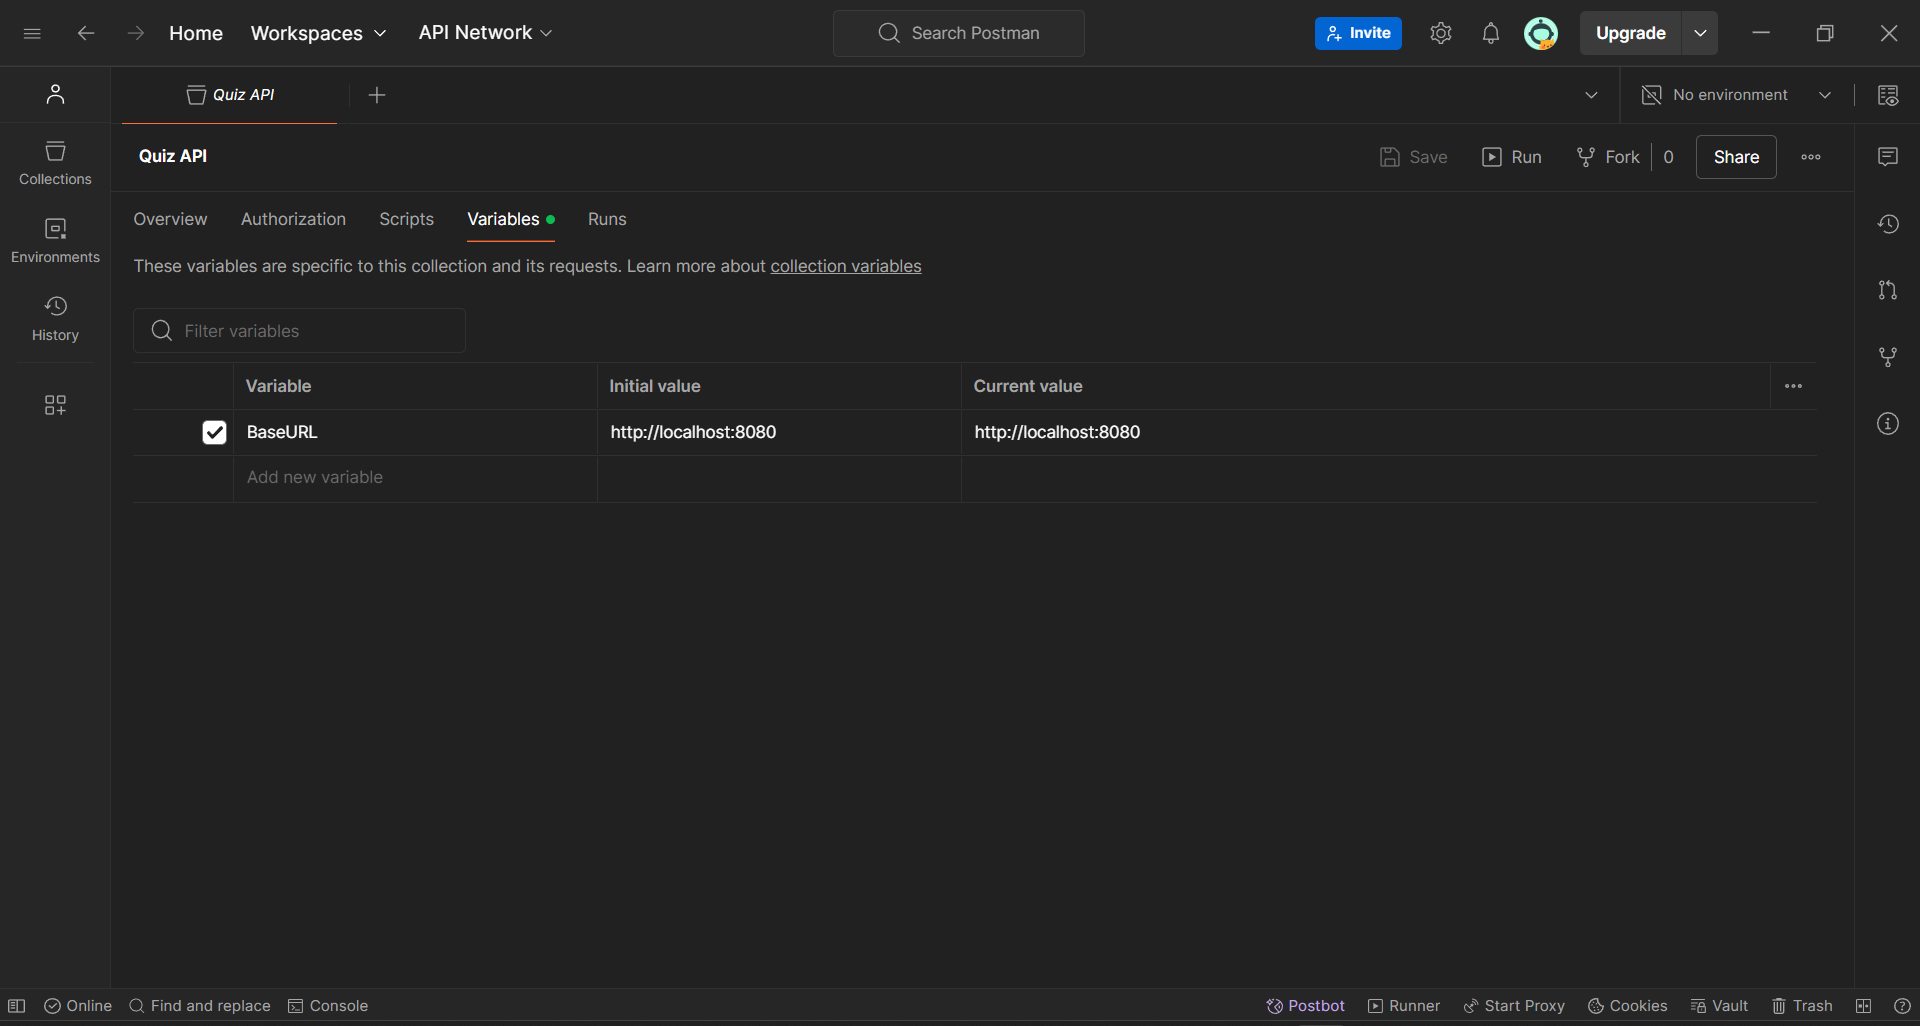 Home Workspaces API Network Search Postman Invite Upgrade
Quiz API No environment
Quiz API Save Run Fork 0 Share
Collections
Overview Authorization Scripts Variables Runs
Environments
These variables are specific to this collection and its requests. Learn more about collection variables
History
Filter variables
Variable Initial value Current value
BaseURL http://localhost:8080 http://localhost:8080
Add new variable
Online Find and replace Console Postbot Runner Start Proxy Cookies Vault Trash